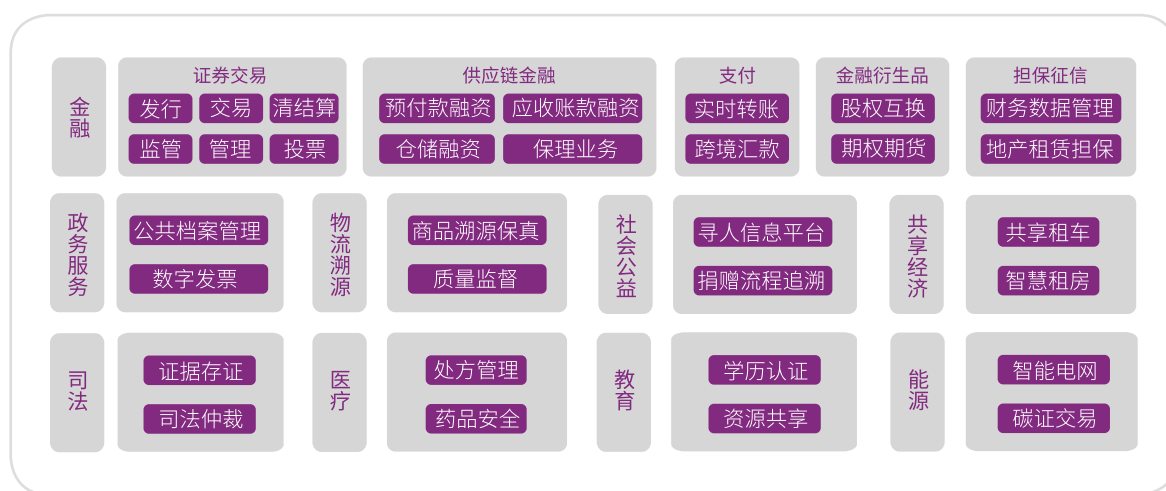 金融
证券交易
发行 交易 清结算
监管 管理 投票
供应链金融
预付款融资 应收账款融资
仓储融资 保理业务
支付
实时转账
跨境汇款
金融衍生品
股权互换
期权期货
担保征信
财务数据管理
地产租赁担保
政务服务
公共档案管理
数字发票
物流溯源
商品溯源保真
质量监督
社会公益
寻人信息平台
捐赠流程追溯
共享经济
共享租车
智慧租房
司法
证据存证
司法仲裁
医疗
处方管理
药品安全
教育
学历认证
资源共享
能源
智能电网
碳证交易